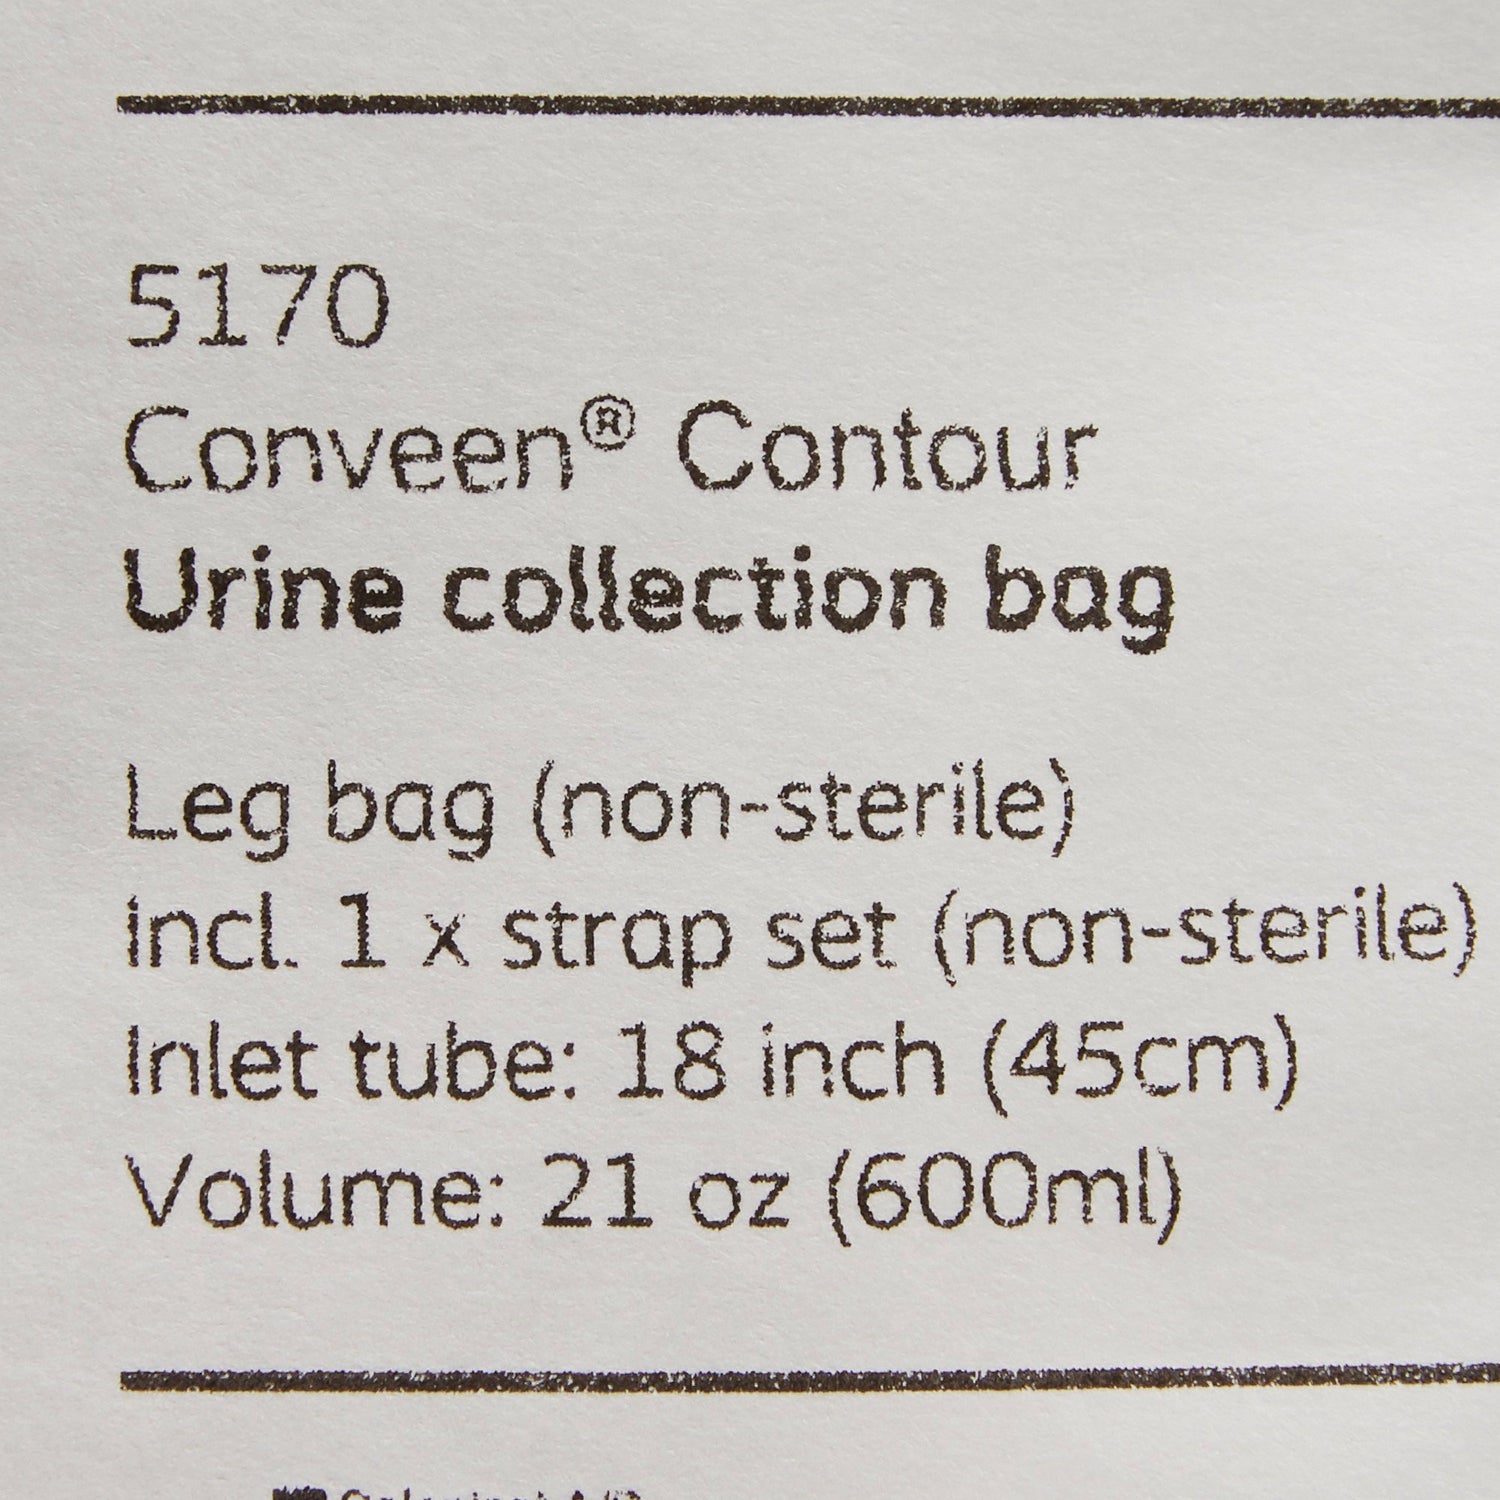 5170
Conveen® Contour
Urine collection bag
Leg bag (non-sterile)
incl. 1 x strap set (non-sterile)
Inlet tube: 18 inch (45cm)
Volume: 21 oz (600ml)